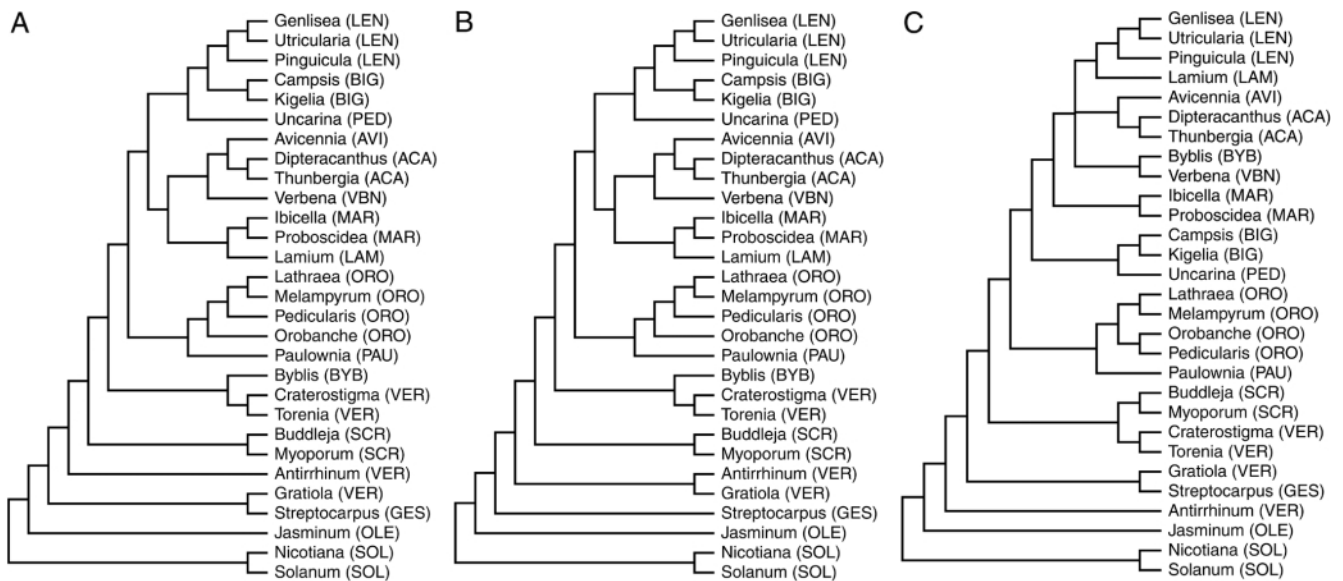 A
Genlisea (LEN)
Utricularia (LEN)
Pinguicula (LEN)
Campsis (BIG)
Kigelia (BIG)
Uncarina (PED)
Avicennia (AVI)
Dipteracanthus (ACA)
Thunbergia (ACA)
Verbena (VBN)
Ibicella (MAR)
Proboscidea (MAR)
Lamium (LAM)
Lathraea (ORO)
Melampyrum (ORO)
Pedicularis (ORO)
Orobanche (ORO)
Paulownia (PAU)
Byblis (BYB)
Craterostigma (VER)
Torenia (VER)
Buddleja (SCR)
Myoporum (SCR)
Antirrhinum (VER)
Gratiola (VER)
Streptocarpus (GES)
Jasminum (OLE)
Nicotiana (SOL)
Solanum (SOL)
B
Genlisea (LEN)
Utricularia (LEN)
Pinguicula (LEN)
Campsis (BIG)
Kigelia (BIG)
Uncarina (PED)
Avicennia (AVI)
Dipteracanthus (ACA)
Thunbergia (ACA)
Verbena (VBN)
Ibicella (MAR)
Proboscidea (MAR)
Lamium (LAM)
Lathraea (ORO)
Melampyrum (ORO)
Pedicularis (ORO)
Orobanche (ORO)
Paulownia (PAU)
Byblis (BYB)
Craterostigma (VER)
Torenia (VER)
Buddleja (SCR)
Myoporum (SCR)
Antirrhinum (VER)
Gratiola (VER)
Streptocarpus (GES)
Jasminum (OLE)
Nicotiana (SOL)
Solanum (SOL)
C
Genlisea (LEN)
Utricularia (LEN)
Pinguicula (LEN)
Lamium (LAM)
Avicennia (AVI)
Dipteracanthus (ACA)
Thunbergia (ACA)
Byblis (BYB)
Verbena (VBN)
Ibicella (MAR)
Proboscidea (MAR)
Campsis (BIG)
Kigelia (BIG)
Uncarina (PED)
Lathraea (ORO)
Melampyrum (ORO)
Orobanche (ORO)
Pedicularis (ORO)
Paulownia (PAU)
Buddleja (SCR)
Myoporum (SCR)
Craterostigma (VER)
Torenia (VER)
Gratiola (VER)
Streptocarpus (GES)
Antirrhinum (VER)
Jasminum (OLE)
Nicotiana (SOL)
Solanum (SOL)